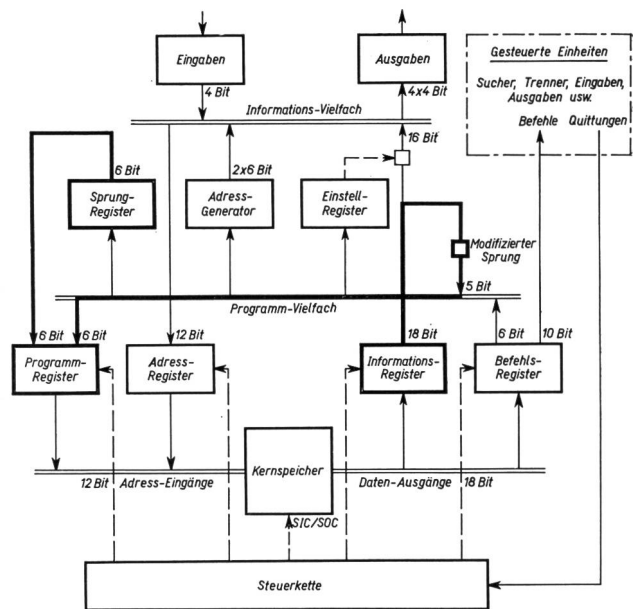 Eingaben
Ausgaben
Gesteuerte Einheiten
Sucher, Trenner, Eingaben,
Ausgaben usw.
Befehle Quittungen
4 Bit
4x4 Bit
Informations-Vielfach
16 Bit
6 Bit
2x6 Bit
Sprung-
Register
Adress-
Generator
Einstell-
Register
Modifizierter
Sprung
5 Bit
Programm-Vielfach
6 Bit
6 Bit
12 Bit
18 Bit
6 Bit
10 Bit
Programm-
Register
Adress-
Register
Informations-
Register
Befehls-
Register
Kernspeicher
12 Bit
Adress-Eingänge
Daten-Ausgänge
18 Bit
SIC/SOC
Steuerkette